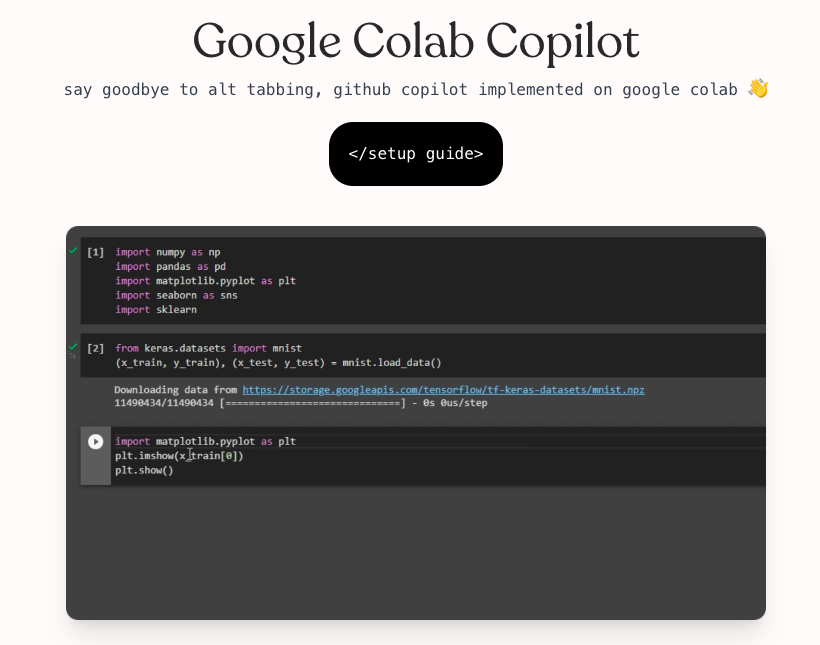 Google Colab Copilot
say goodbye to alt tabbing, github copilot implemented on google colab 👋
</setup guide>
[1] import numpy as np
import pandas as pd
import matplotlib.pyplot as plt
import seaborn as sns
import sklearn
[2] from keras.datasets import mnist
(x_train, y_train), (x_test, y_test) = mnist.load_data()
Downloading data from https://storage.googleapis.com/tensorflow/tf-keras-datasets/mnist.npz
11490434/11490434 [==============================] - 0s 0us/step
import matplotlib.pyplot as plt
plt.imshow(x_train[0])
plt.show()